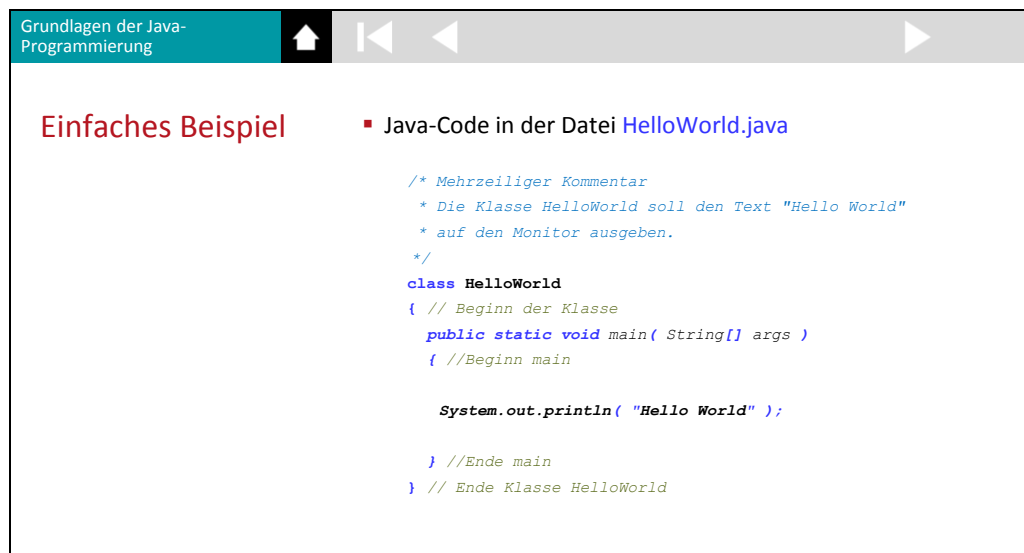 Grundlagen der Java-
Programmierung
Einfaches Beispiel
▪ Java-Code in der Datei HelloWorld.java
/* Mehrzeiliger Kommentar
 * Die Klasse HelloWorld soll den Text "Hello World"
 * auf den Monitor ausgeben.
*/
class HelloWorld
{ // Beginn der Klasse
  public static void main( String[] args )
  { //Beginn main
   System.out.println( "Hello World" );
  } //Ende main
} // Ende Klasse HelloWorld